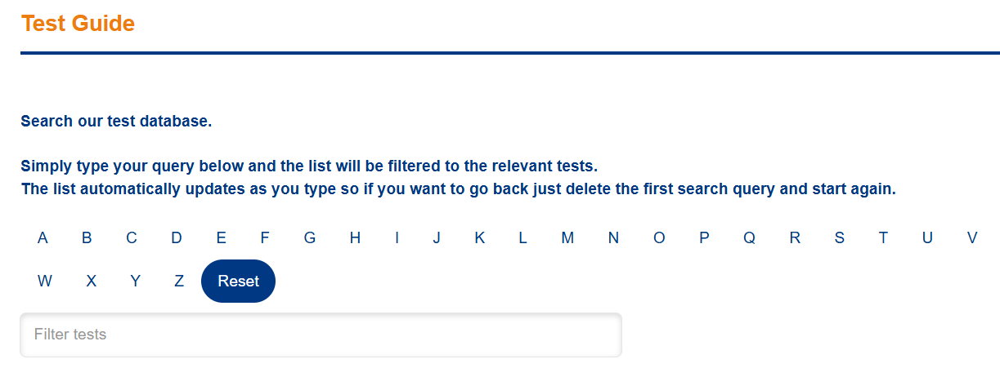 Test Guide
Search our test database.
Simply type your query below and the list will be filtered to the relevant tests.
The list automatically updates as you type so if you want to go back just delete the first search query and start again.
A B C D E F G H I J K L M N O P Q R S T U V
W X Y Z Reset
Filter tests